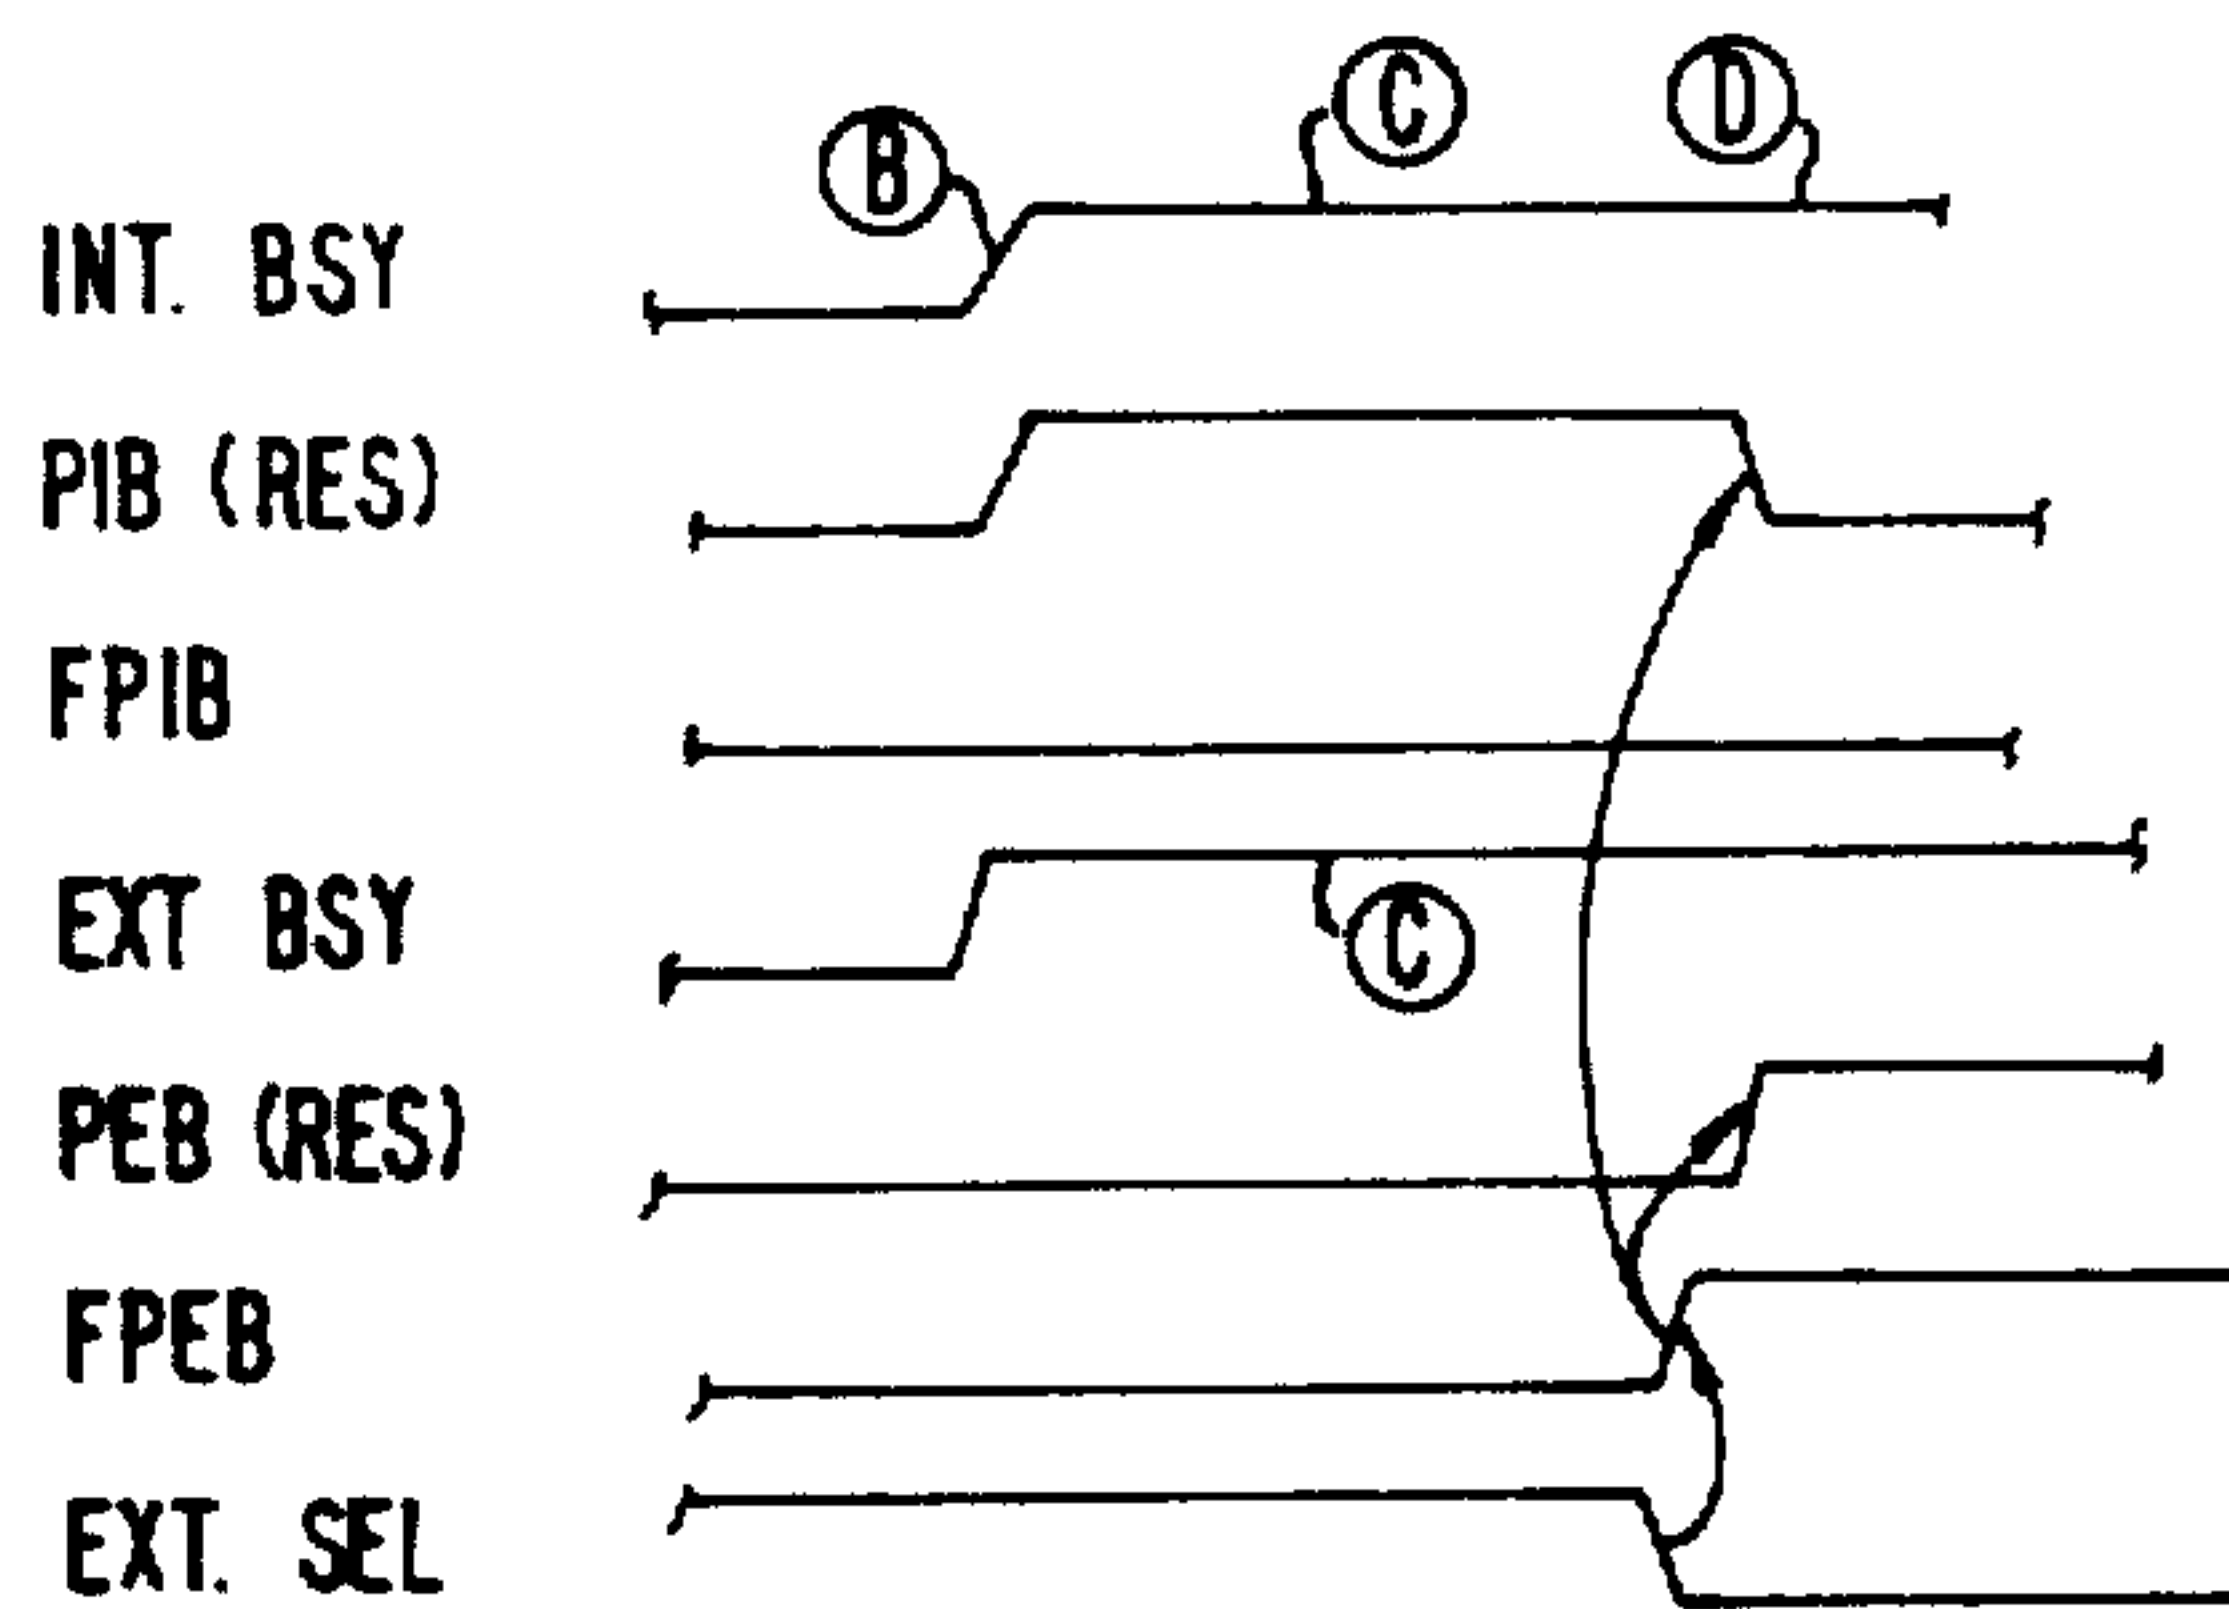 C D
B
INT. BSY
PIB (RES)
FPIB
EXT BSY
C
PEB (RES)
FPEB
EXT. SEL